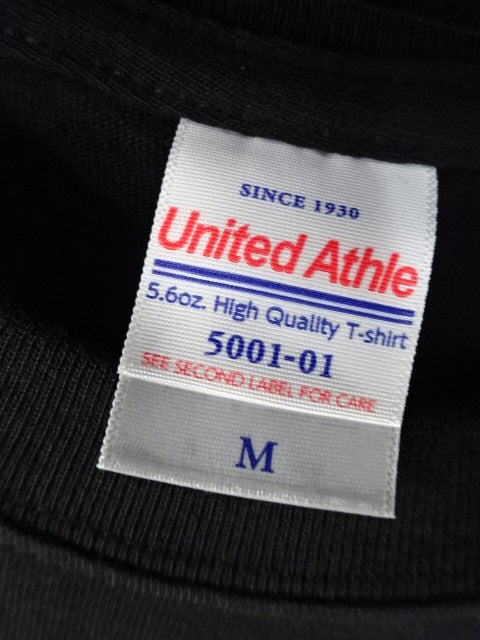 SINCE 1930
United Athle
5.6oz. High Quality T-shirt
5001-01
SEE SECOND LABEL FOR CARE
M